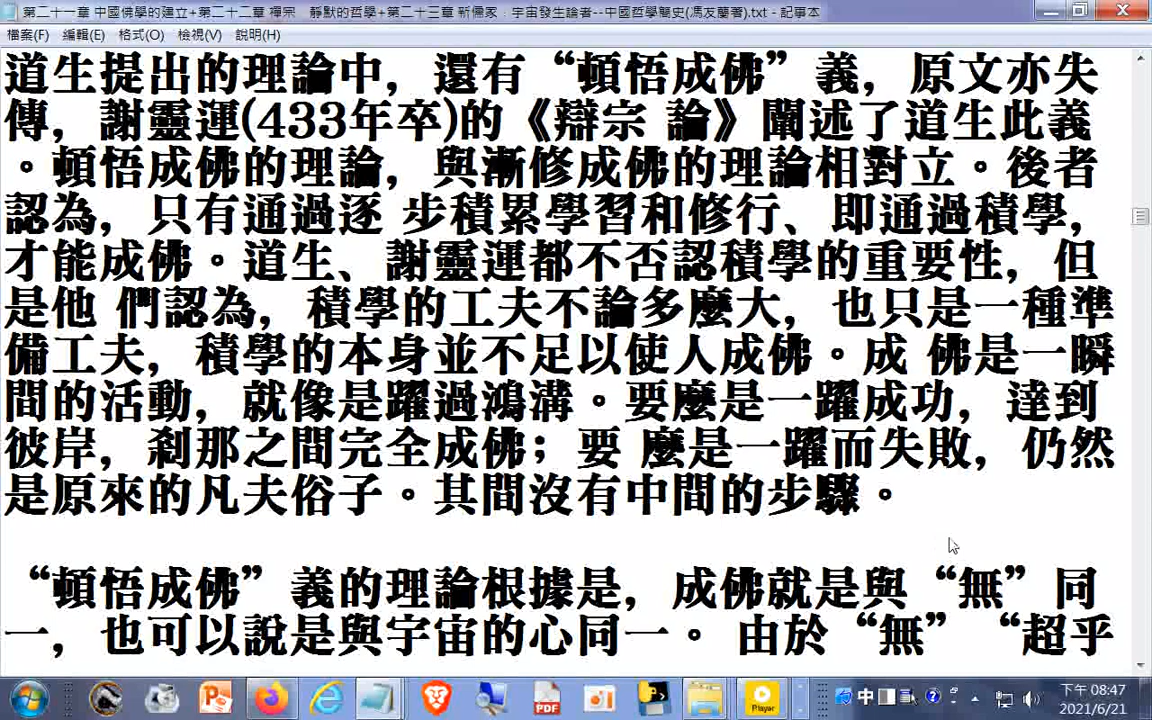 第二十一章 中國佛學的建立+第二十二章 禪宗　靜默的哲學+第二十三章 新儒家：宇宙發生論者--中國哲學簡史(馮友蘭著).txt - 記事本
檔案(F) 編輯(E) 格式(O) 檢視(V) 說明(H)
道生提出的理論中，還有“頓悟成佛”義，原文亦失
傳，謝靈運(433年卒)的《辯宗 論》闡述了道生此義
。頓悟成佛的理論，與漸修成佛的理論相對立。後者
認為，只有通過逐 步積累學習和修行、即通過積學，
才能成佛。道生、謝靈運都不否認積學的重要性，但
是他 們認為，積學的工夫不論多麼大，也只是一種準
備工夫，積學的本身並不足以使人成佛。成 佛是一瞬
間的活動，就像是躍過鴻溝。要麼是一躍成功，達到
彼岸，剎那之間完全成佛；要 麼是一躍而失敗，仍然
是原來的凡夫俗子。其間沒有中間的步驟。
“頓悟成佛”義的理論根據是，成佛就是與“無”同
一，也可以說是與宇宙的心同一。 由於“無”“超乎
PDF
Player
中
下午 08:47
2021/6/21